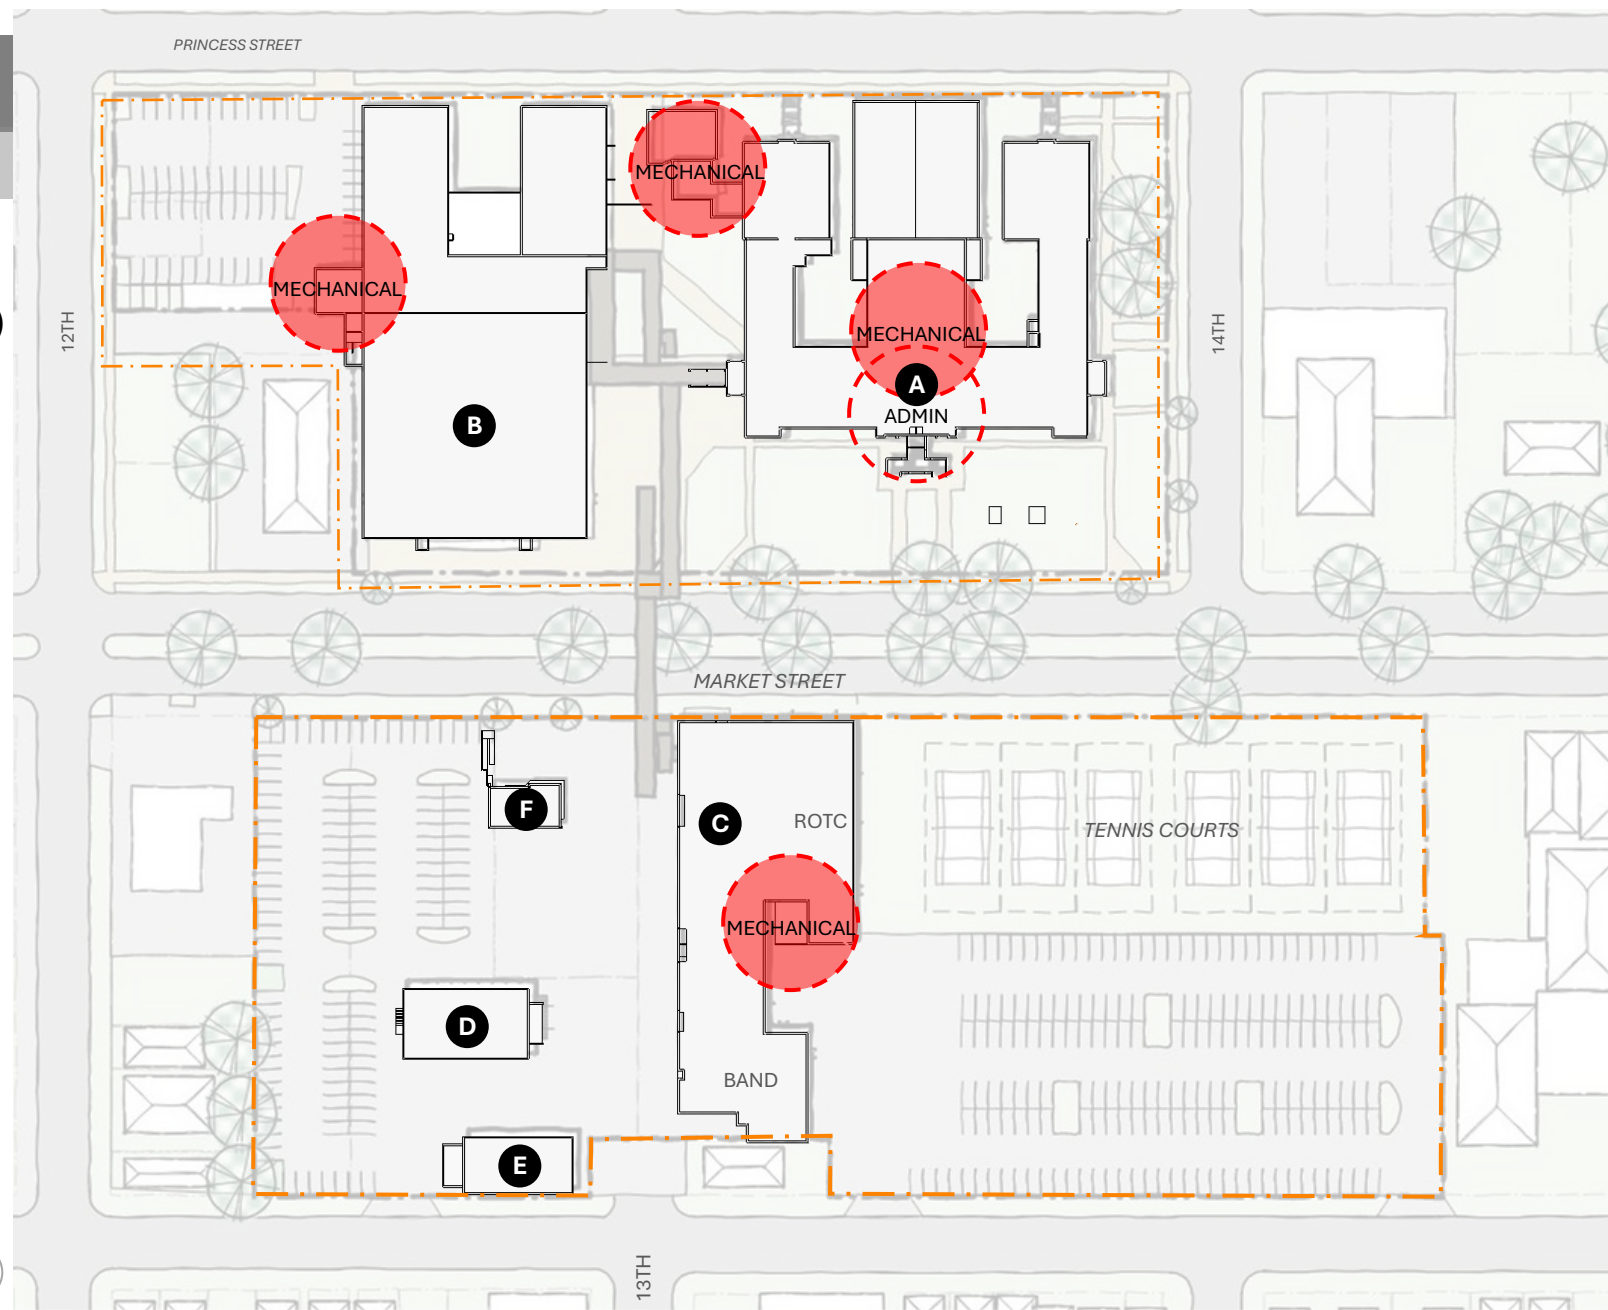 PRINCESS STREET
MECHANICAL
MECHANICAL
12TH
14TH
MECHANICAL
A
ADMIN
B
MARKET STREET
F
C
ROTC
TENNIS COURTS
MECHANICAL
D
BAND
E
13TH